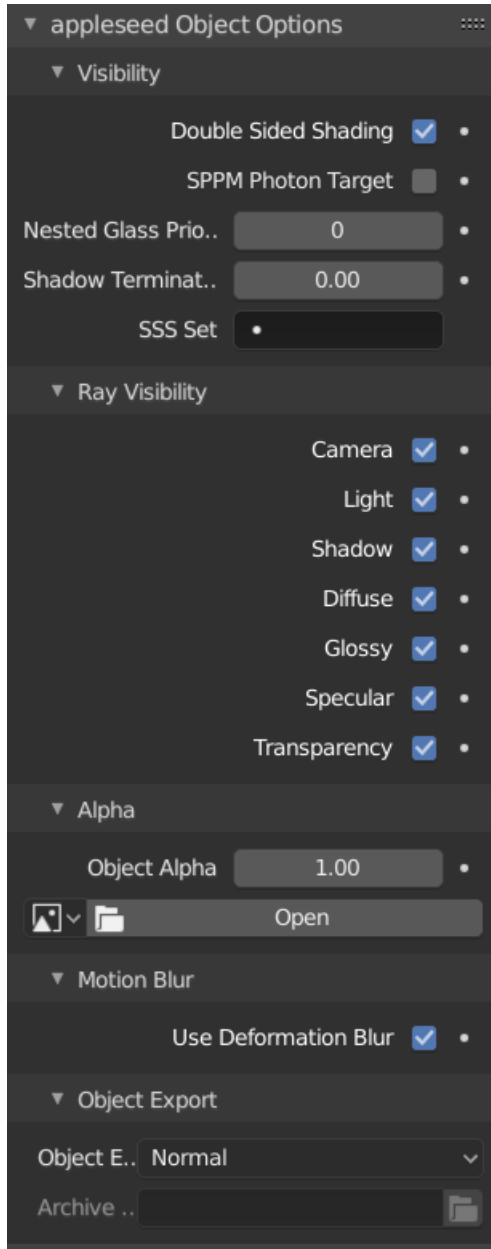 appleseed Object Options
Visibility
Double Sided Shading
SPPM Photon Target
Nested Glass Prio.. 0
Shadow Terminat.. 0.00
SSS Set
Ray Visibility
Camera
Light
Shadow
Diffuse
Glossy
Specular
Transparency
Alpha
Object Alpha 1.00
Open
Motion Blur
Use Deformation Blur
Object Export
Object E.. Normal
Archive ..